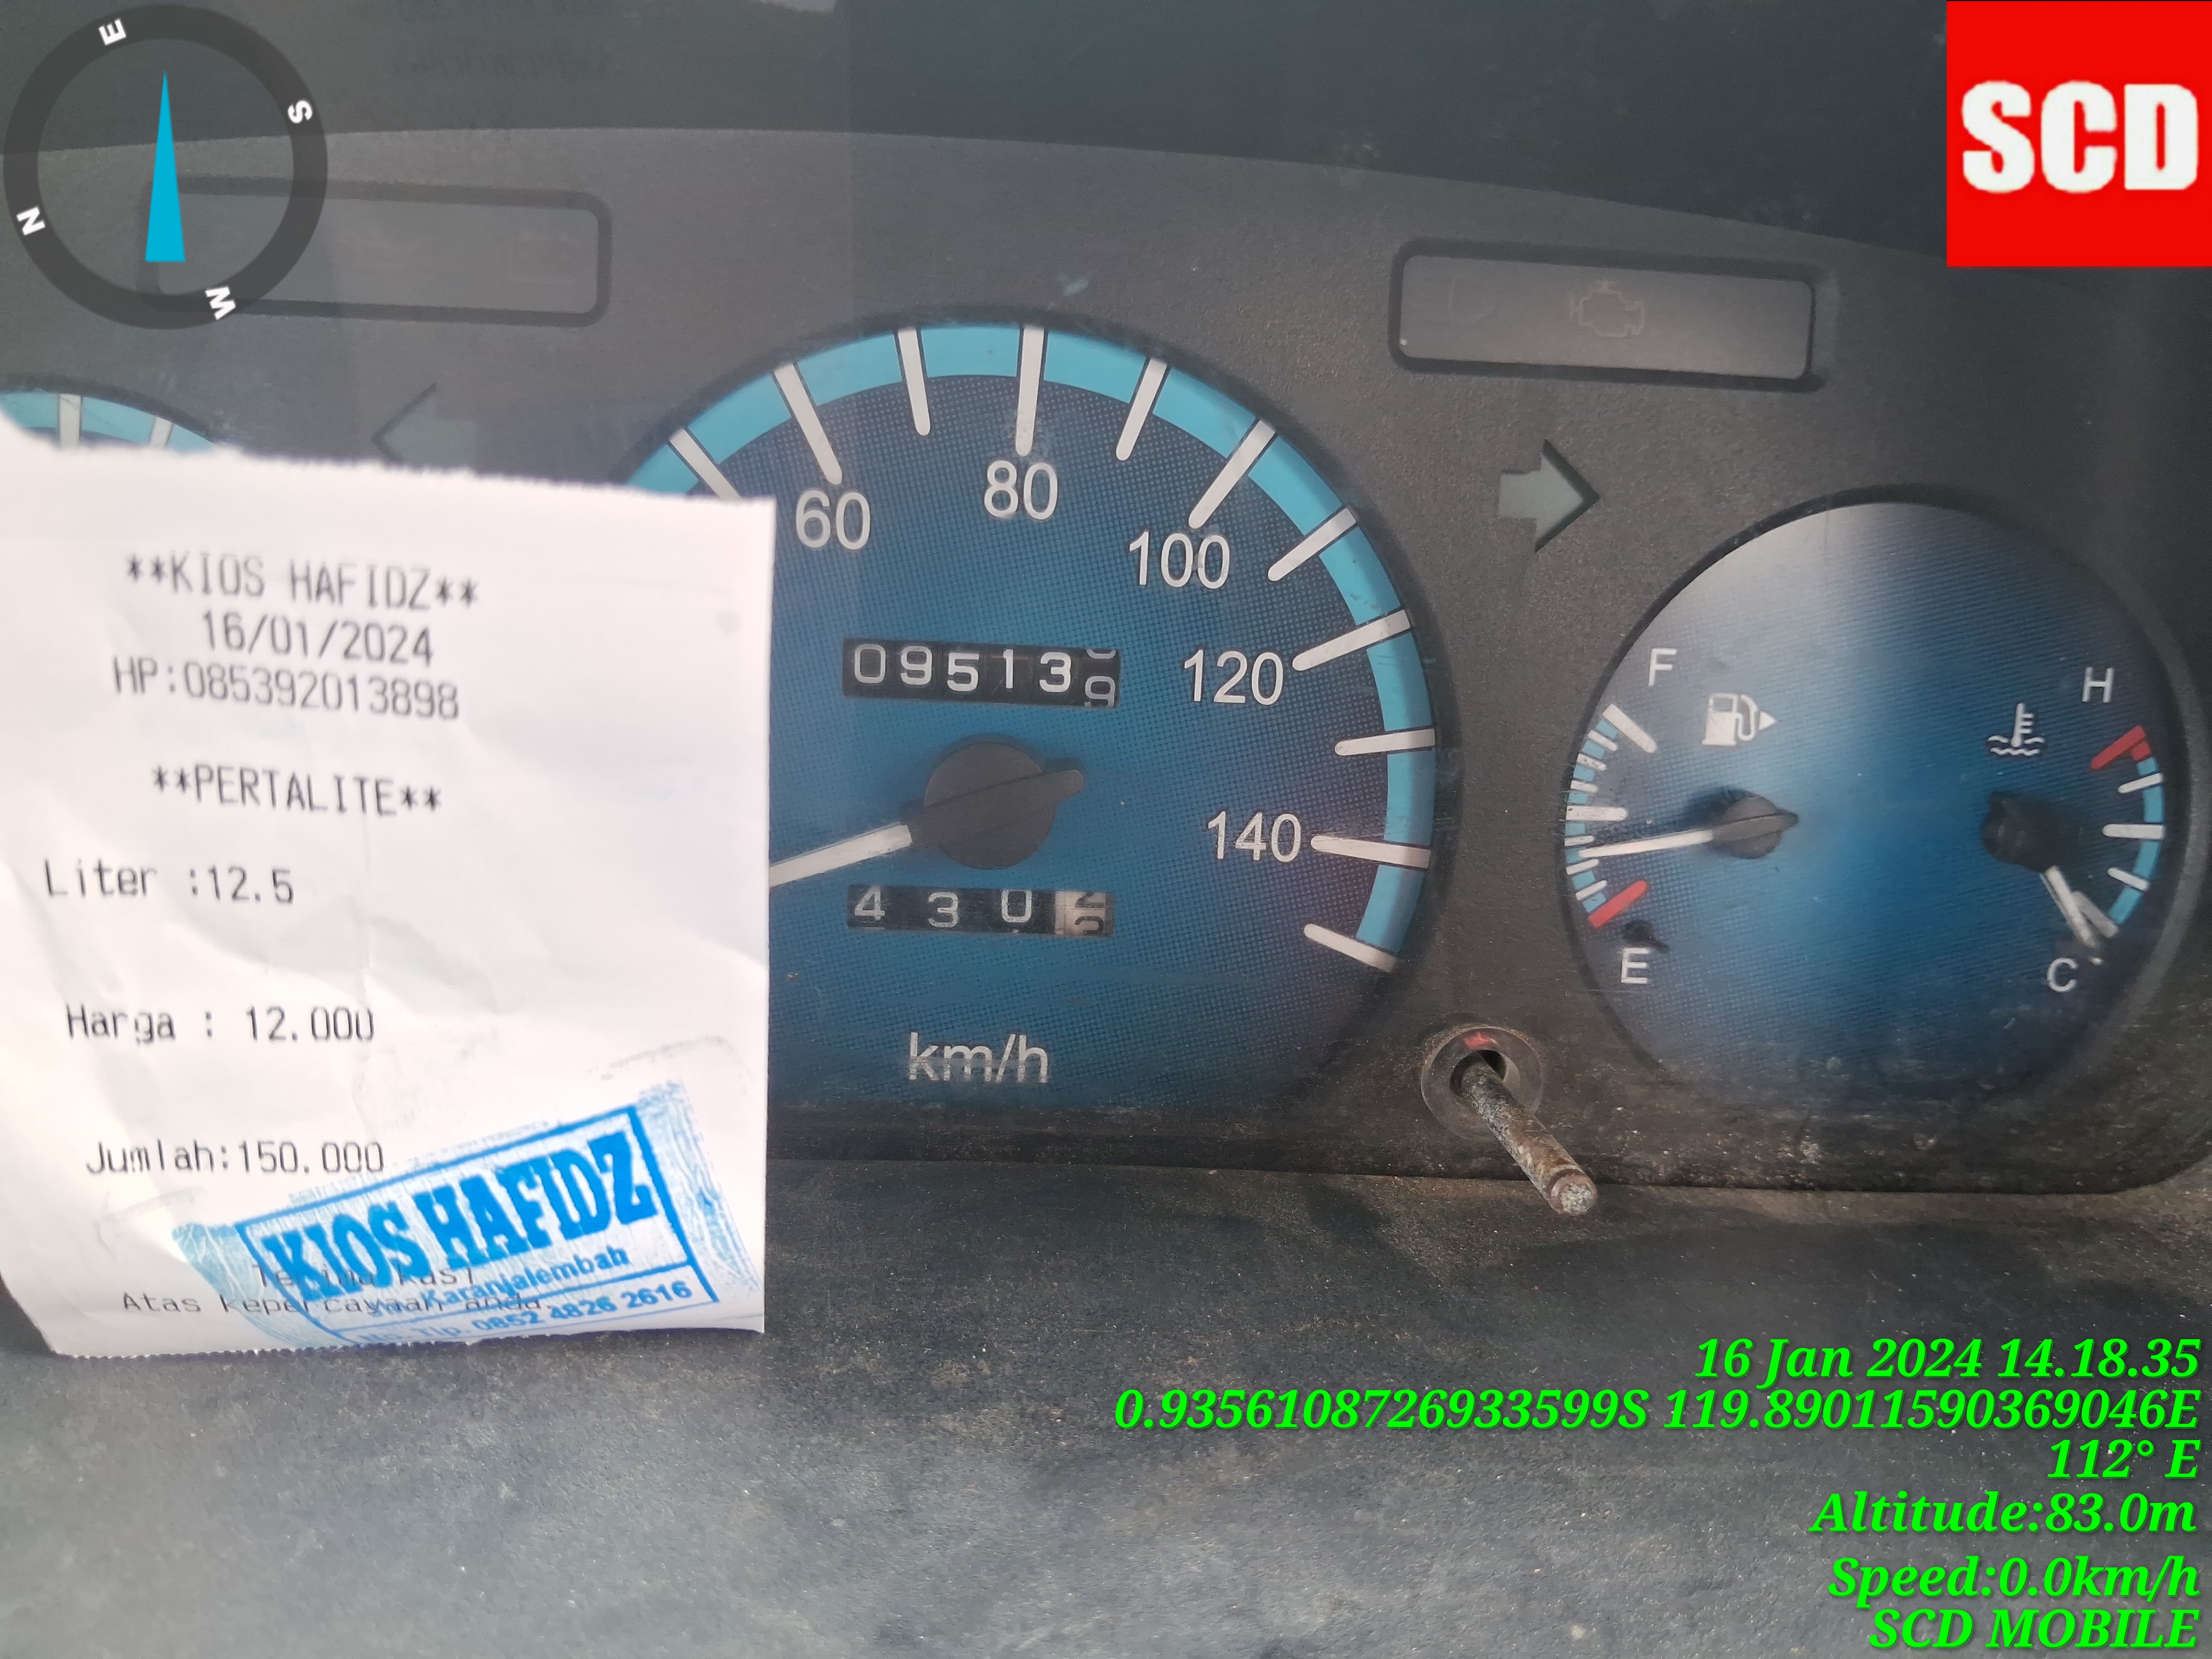 E
S
N
W
SCD
**KIOS HAFIDZ**
16/01/2024
HP:085392013898
**PERTALITE**
Liter :12.5
Harga : 12.000
Jumlah:150.000
KIOS HAFIDZ
Karanjalembah
0852 4826 2616
Atas kepercayaan anda
60
80
100
120
140
09513
430
km/h
F
E
H
C
16 Jan 2024 14.18.35
0.9356108726933599S 119.89011590369046E
112° E
Altitude:83.0m
Speed:0.0km/h
SCD MOBILE